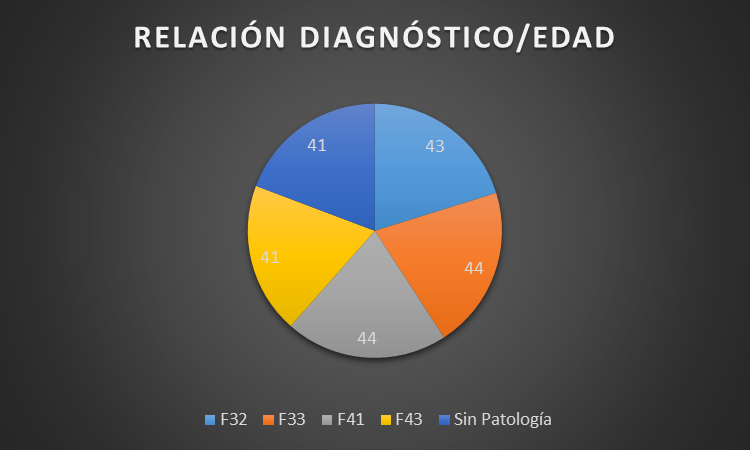 RELACIÓN DIAGNÓSTICO/EDAD
41
43
41
44
44
F32
F33
F41
F43
Sin Patología